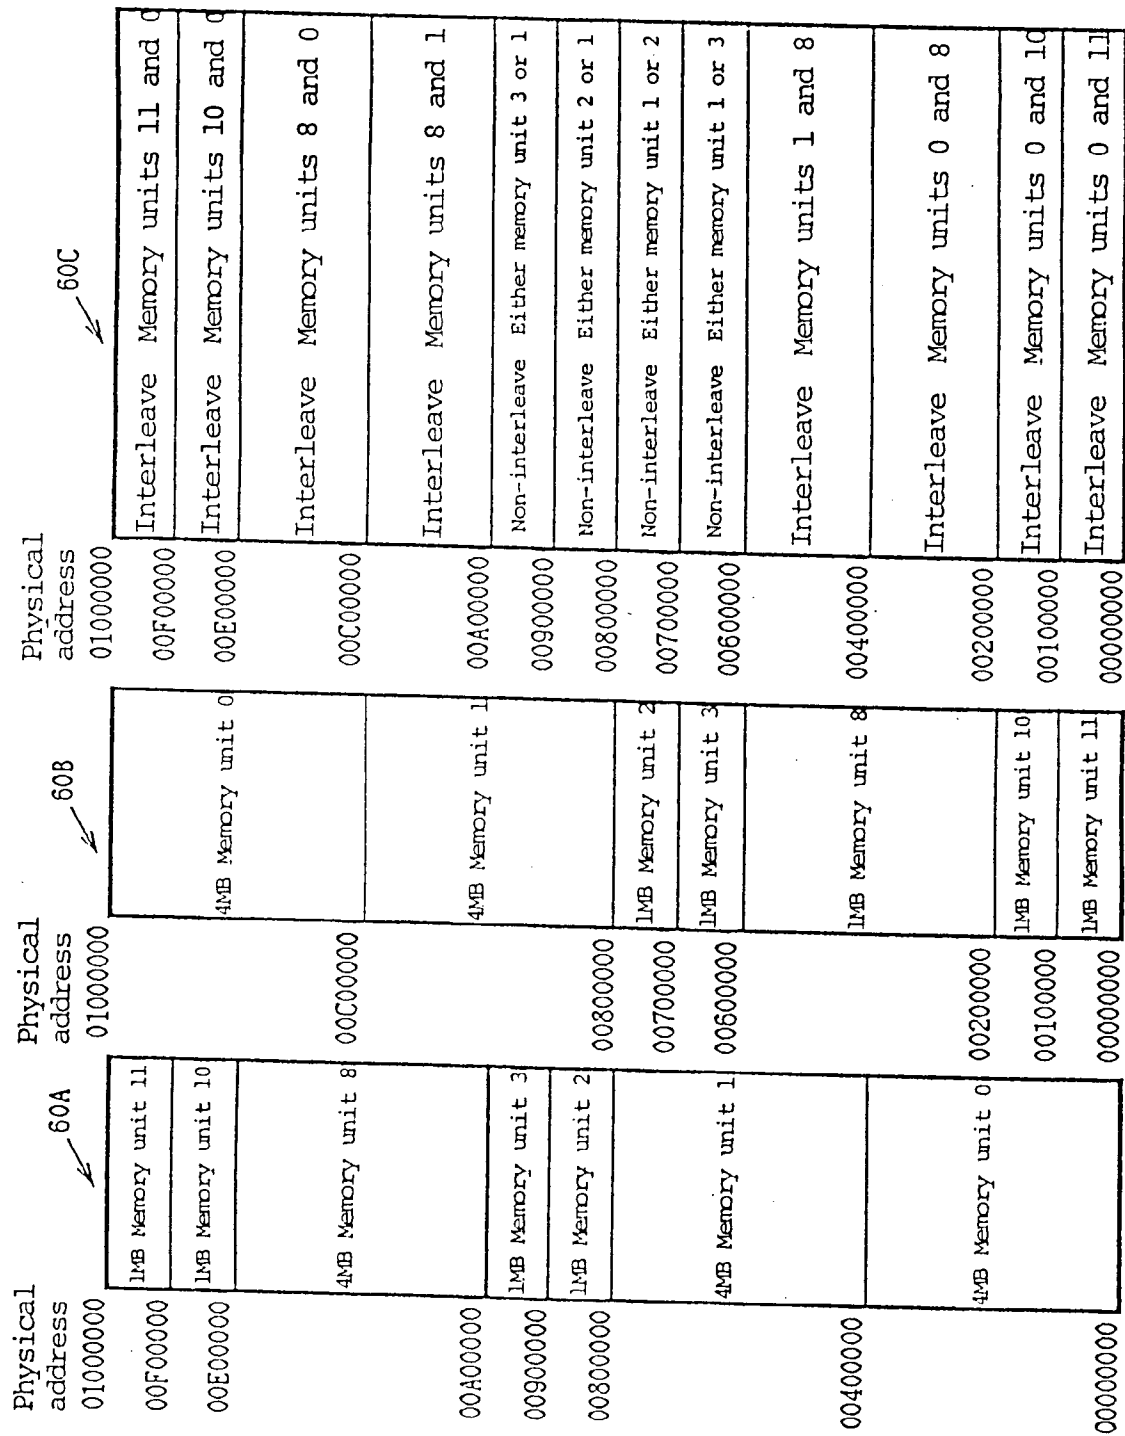 Physical
address
60A
01000000
1MB Memory unit 11
00F00000
1MB Memory unit 10
00E00000
4MB Memory unit 8
00A00000
1MB Memory unit 3
00900000
1MB Memory unit 2
00800000
4MB Memory unit 1
00400000
4MB Memory unit 0
00000000
Physical
address
60B
01000000
4MB Memory unit 0
00C00000
4MB Memory unit 1
00800000
1MB Memory unit 2
00700000
1MB Memory unit 3
00600000
1MB Memory unit 8
00200000
1MB Memory unit 10
00100000
1MB Memory unit 11
00000000
Physical
address
60C
01000000
Interleave Memory units 11 and 0
00F00000
Interleave Memory units 10 and 0
00E00000
Interleave Memory units 8 and 0
00C00000
Interleave Memory units 8 and 1
00A00000
Non-interleave Either memory unit 3 or 1
00900000
Non-interleave Either memory unit 2 or 1
00800000
Non-interleave Either memory unit 1 or 2
00700000
Non-interleave Either memory unit 1 or 3
00600000
Interleave Memory units 1 and 8
00400000
Interleave Memory units 0 and 8
00200000
Interleave Memory units 0 and 10
00100000
Interleave Memory units 0 and 11
00000000